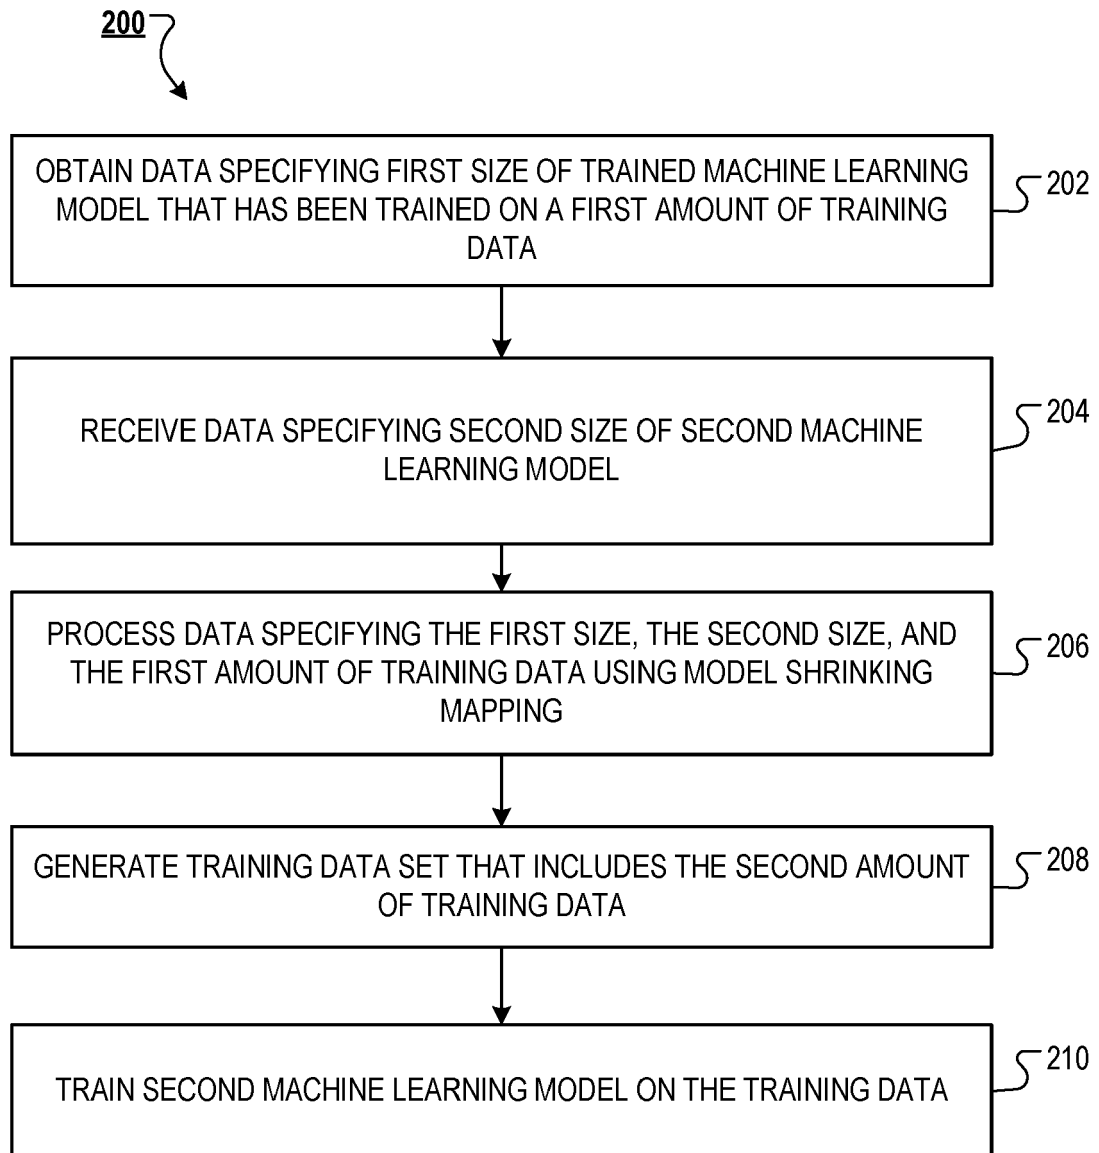 200
OBTAIN DATA SPECIFYING FIRST SIZE OF TRAINED MACHINE LEARNING
MODEL THAT HAS BEEN TRAINED ON A FIRST AMOUNT OF TRAINING
DATA
202
RECEIVE DATA SPECIFYING SECOND SIZE OF SECOND MACHINE
LEARNING MODEL
204
PROCESS DATA SPECIFYING THE FIRST SIZE, THE SECOND SIZE, AND
THE FIRST AMOUNT OF TRAINING DATA USING MODEL SHRINKING
MAPPING
206
GENERATE TRAINING DATA SET THAT INCLUDES THE SECOND AMOUNT
OF TRAINING DATA
208
TRAIN SECOND MACHINE LEARNING MODEL ON THE TRAINING DATA
210